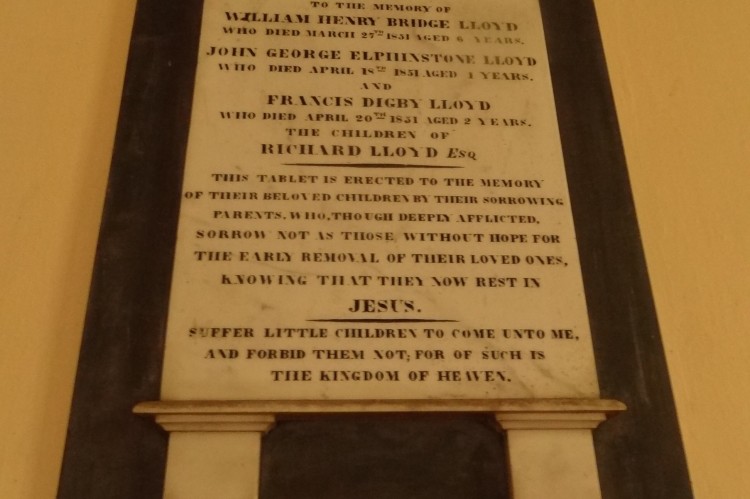 TO THE MEMORY OF
WILLIAM HENRY BRIDGE LLOYD
WHO DIED MARCH 27TH 1851 AGED 6 YEARS.
JOHN GEORGE ELPHINSTONE LLOYD
WHO DIED APRIL 18TH 1851 AGED 4 YEARS.
AND
FRANCIS DIGBY LLOYD
WHO DIED APRIL 20TH 1851 AGED 2 YEARS.
THE CHILDREN OF
RICHARD LLOYD ESQ
THIS TABLET IS ERECTED TO THE MEMORY
OF THEIR BELOVED CHILDREN BY THEIR SORROWING
PARENTS. WHO, THOUGH DEEPLY AFFLICTED,
SORROW NOT AS THOSE WITHOUT HOPE FOR
THE EARLY REMOVAL OF THEIR LOVED ONES,
KNOWING THAT THEY NOW REST IN
JESUS.
SUFFER LITTLE CHILDREN TO COME UNTO ME,
AND FORBID THEM NOT; FOR OF SUCH IS
THE KINGDOM OF HEAVEN.